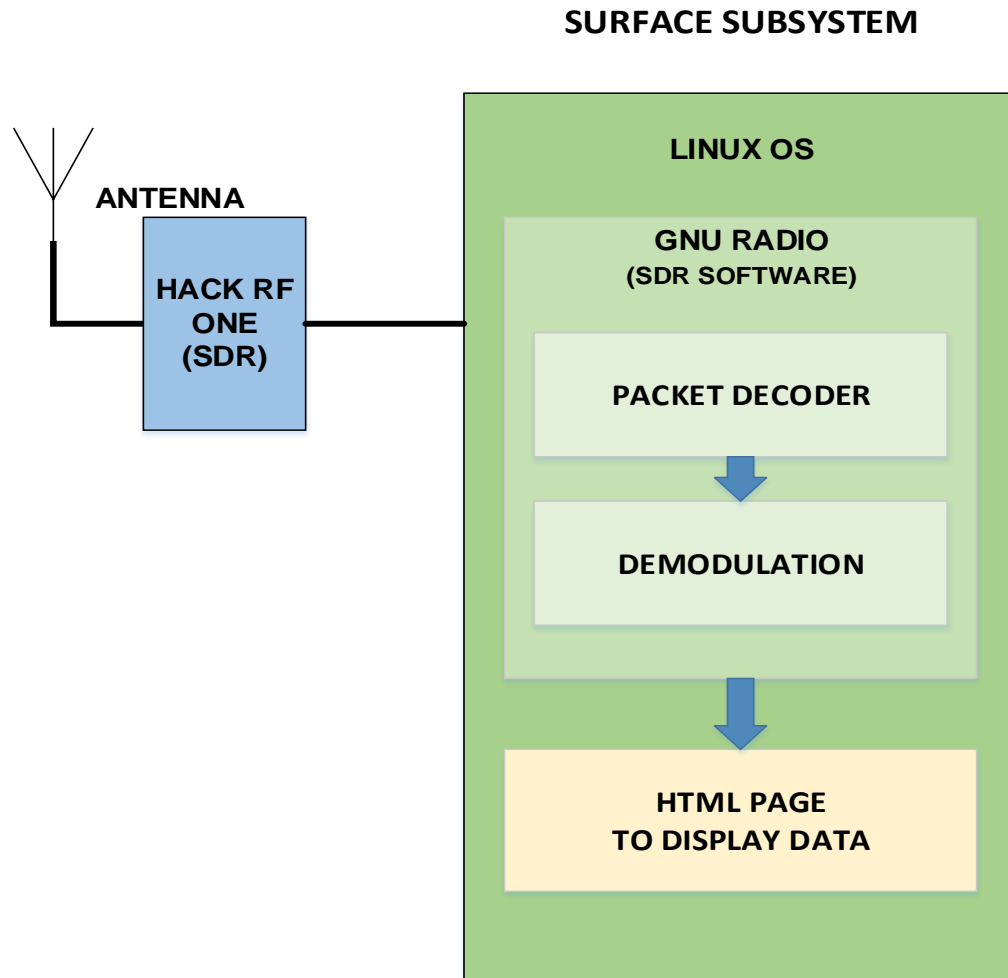 SURFACE SUBSYSTEM
LINUX OS
ANTENNA
HACK RF
ONE
(SDR)
GNU RADIO
(SDR SOFTWARE)
PACKET DECODER
DEMODULATION
HTML PAGE
TO DISPLAY DATA